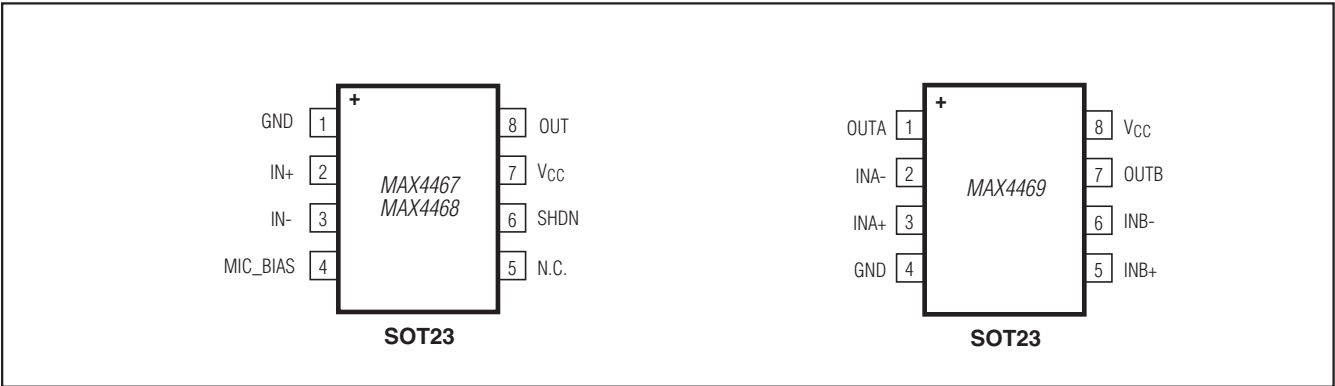 +
GND 1 8 OUT
IN+ 2 7 VCC
MAX4467
MAX4468
IN- 3 6 SHDN
MIC_BIAS 4 5 N.C.
SOT23
+
OUTA 1 8 VCC
INA- 2 7 OUTB
MAX4469
INA+ 3 6 INB-
GND 4 5 INB+
SOT23